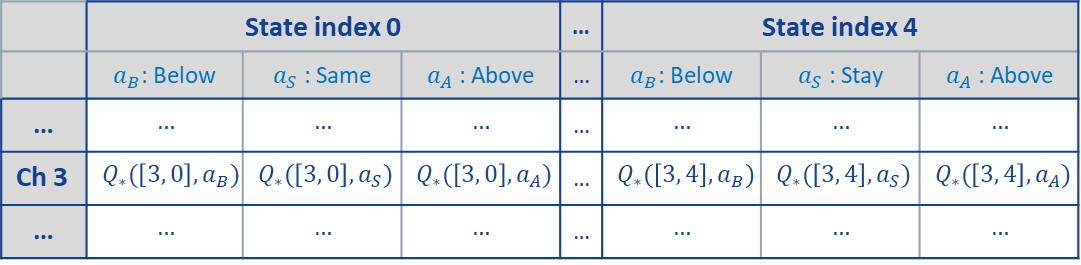 State index 0 ... State index 4
a_B : Below a_S : Same a_A : Above ... a_B : Below a_S : Stay a_A : Above
... ... ... ... ... ... ... ...
Ch 3 Q_*([3, 0], a_B) Q_*([3, 0], a_S) Q_*([3, 0], a_A) ... Q_*([3, 4], a_B) Q_*([3, 4], a_S) Q_*([3, 4], a_A)
... ... ... ... ... ... ... ...